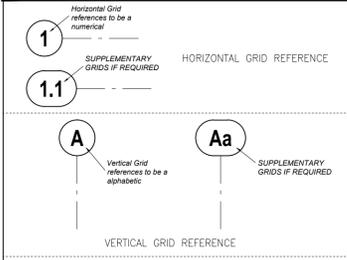 Horizontal Grid
references to be a
numerical
1
SUPPLEMENTARY
GRIDS IF REQUIRED
HORIZONTAL GRID REFERENCE
1.1
A
Aa
Vertical Grid
references to be a
alphabetic
SUPPLEMENTARY
GRIDS IF REQUIRED
VERTICAL GRID REFERENCE